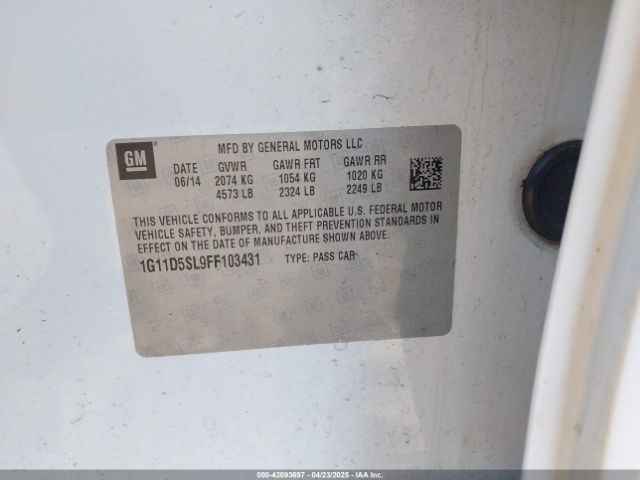 GM
MFD BY GENERAL MOTORS LLC
DATE GVWR GAWR FRT GAWR RR
06/14 2074 KG 1054 KG 1020 KG
4573 LB 2324 LB 2249 LB
THIS VEHICLE CONFORMS TO ALL APPLICABLE U.S. FEDERAL MOTOR
VEHICLE SAFETY, BUMPER, AND THEFT PREVENTION STANDARDS IN
EFFECT ON THE DATE OF MANUFACTURE SHOWN ABOVE.
1G11D5SL9FF103431 TYPE: PASS CAR
000-42093697 - 04/23/2025 - IAAI.COM